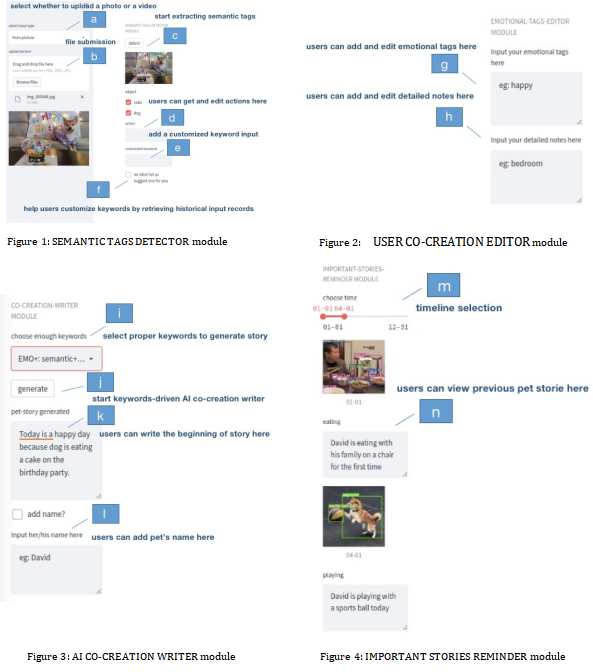 select whether to upload a photo or a video
select input type
from picture
a
file submission
upload picture
b
Drag and drop file here
Browse files
start extracting semantic tags
SEMANTIC TAGS DETECTOR
MODULE
c
detect
object
cake
dog
users can get and edit actions here
d
action
add a customized keyword input
customized keyword
e
no idea? let us
suggest one for you
f
help users customize keywords by retrieving historical input records
Figure 1: SEMANTIC TAGS DETECTOR module
EMOTIONAL-TAGS-EDITOR
MODULE
users can add and edit emotional tags here
Input your emotional tags
here
g
eg: happy
users can add and edit detailed notes here
h
Input your detailed notes here
eg: bedroom
Figure 2: USER CO-CREATION EDITOR module
CO-CREATION-WRITER
MODULE
i
choose enough keywords
select proper keywords to generate story
EMO+: semantic+...
generate
j
start keywords-driven AI co-creation writer
pet-story generated
k
Today is a happy day
because dog is eating
a cake on the
birthday party.
users can write the beginning of story here
add name?
l
Input her/his name here
users can add pet's name here
eg: David
Figure 3: AI CO-CREATION WRITER module
IMPORTANT-STORIES-
REMINDER MODULE
m
choose time
01-01 04-01
timeline selection
01-01 12-31
users can view previous pet storie here
01-01
n
eating
David is eating with
his family on a chair
for the first time
04-01
playing
David is playing with
a sports ball today
Figure 4: IMPORTANT STORIES REMINDER module